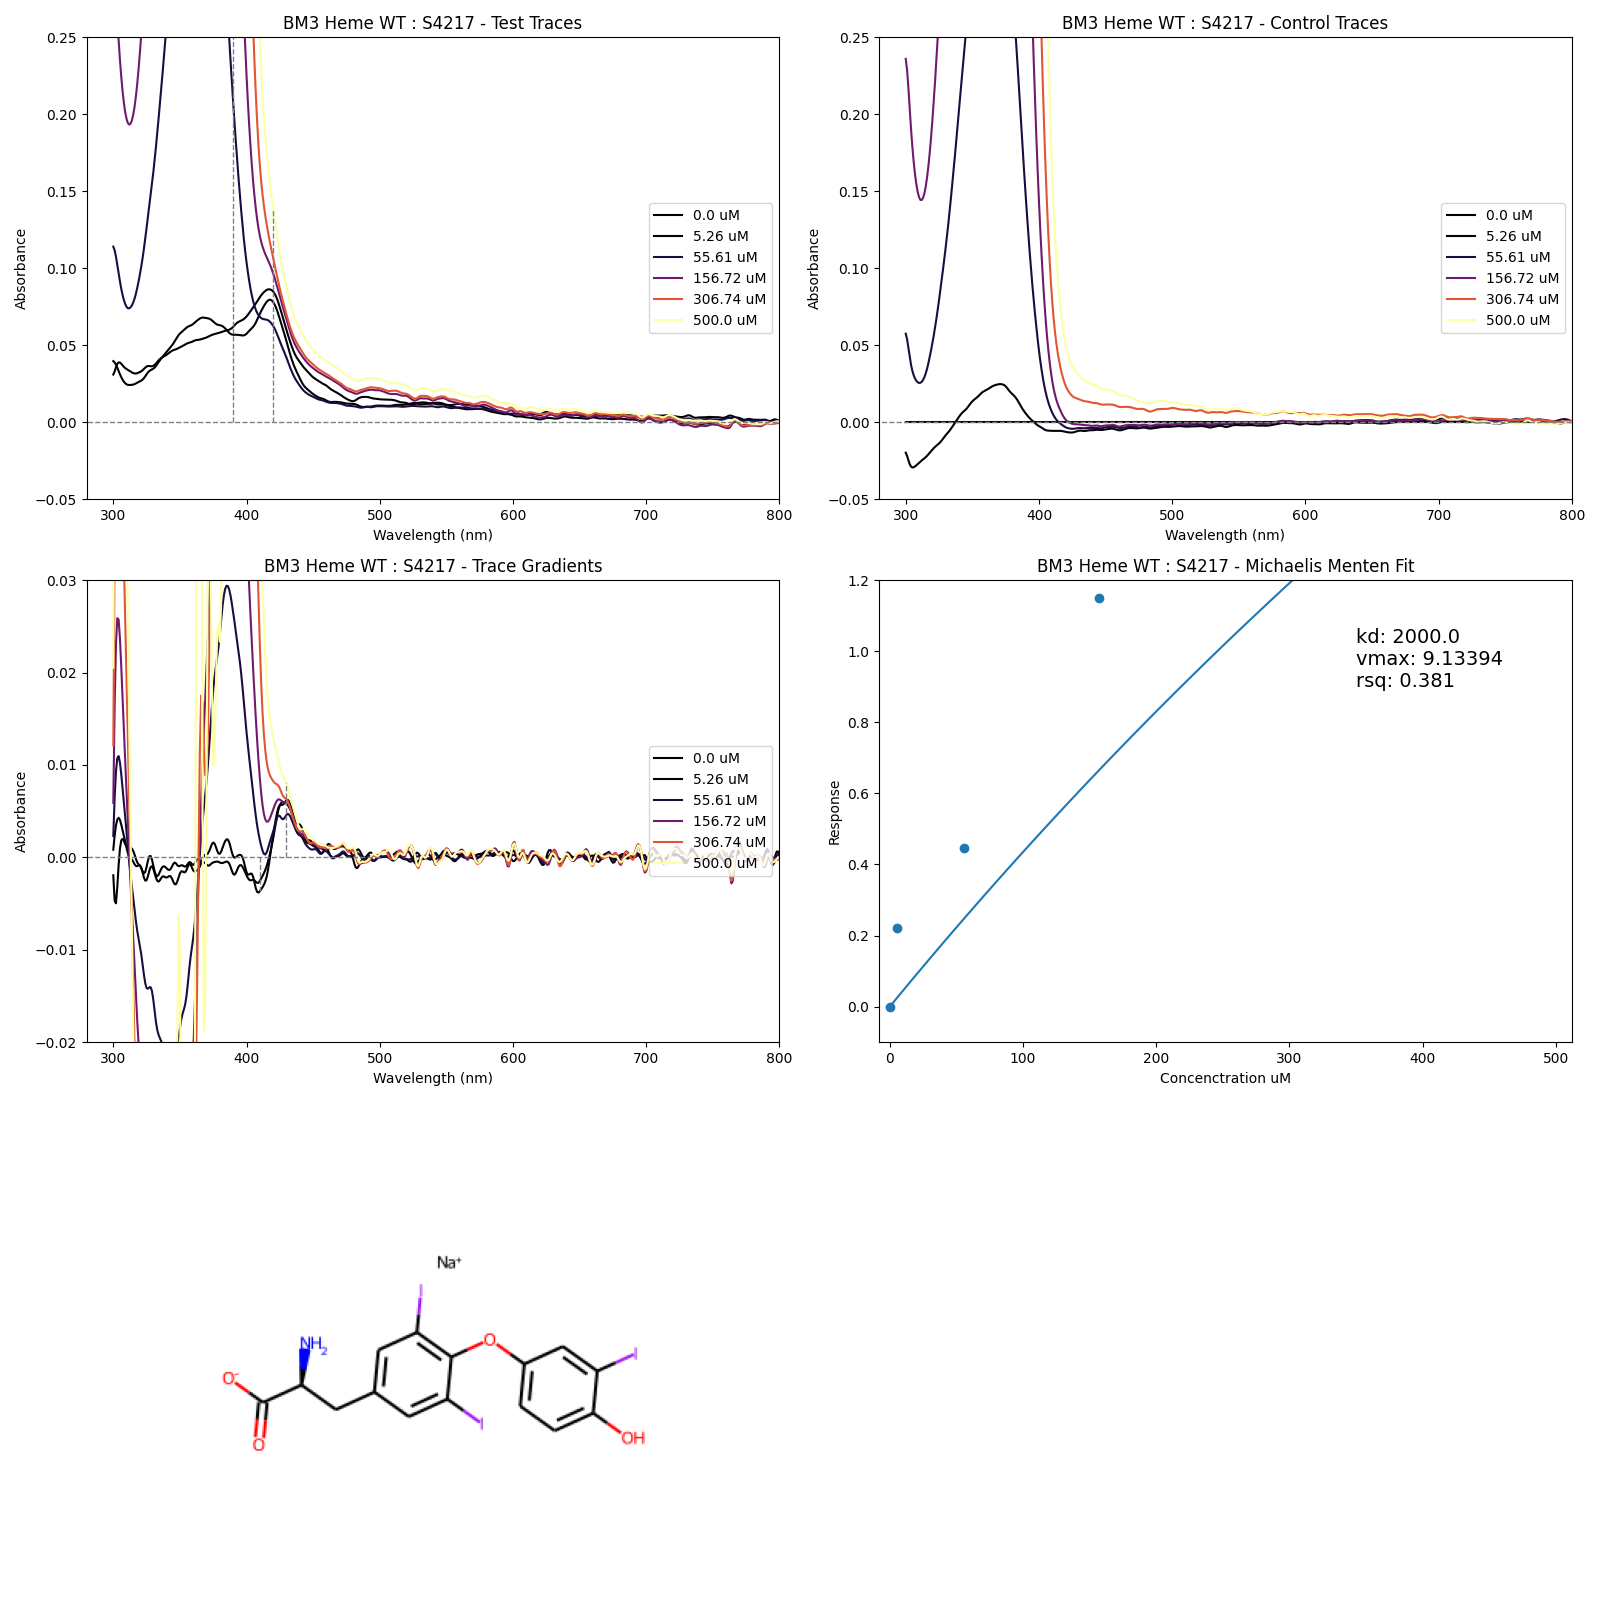 BM3 Heme WT : S4217 - Test Traces
0.25
0.20
0.15
0.10
0.05
0.00
−0.05
Absorbance
300 400 500 600 700 800
Wavelength (nm)
0.0 uM
5.26 uM
55.61 uM
156.72 uM
306.74 uM
500.0 uM
BM3 Heme WT : S4217 - Control Traces
0.25
0.20
0.15
0.10
0.05
0.00
−0.05
Absorbance
300 400 500 600 700 800
Wavelength (nm)
0.0 uM
5.26 uM
55.61 uM
156.72 uM
306.74 uM
500.0 uM
BM3 Heme WT : S4217 - Trace Gradients
0.03
0.02
0.01
0.00
−0.01
−0.02
Absorbance
300 400 500 600 700 800
Wavelength (nm)
0.0 uM
5.26 uM
55.61 uM
156.72 uM
306.74 uM
500.0 uM
BM3 Heme WT : S4217 - Michaelis Menten Fit
1.2
1.0
0.8
0.6
0.4
0.2
0.0
Response
0 100 200 300 400 500
Concenctration uM
kd: 2000.0
vmax: 9.13394
rsq: 0.381
Na⁺
I
NH₂
O
I
O⁻
I
O
OH